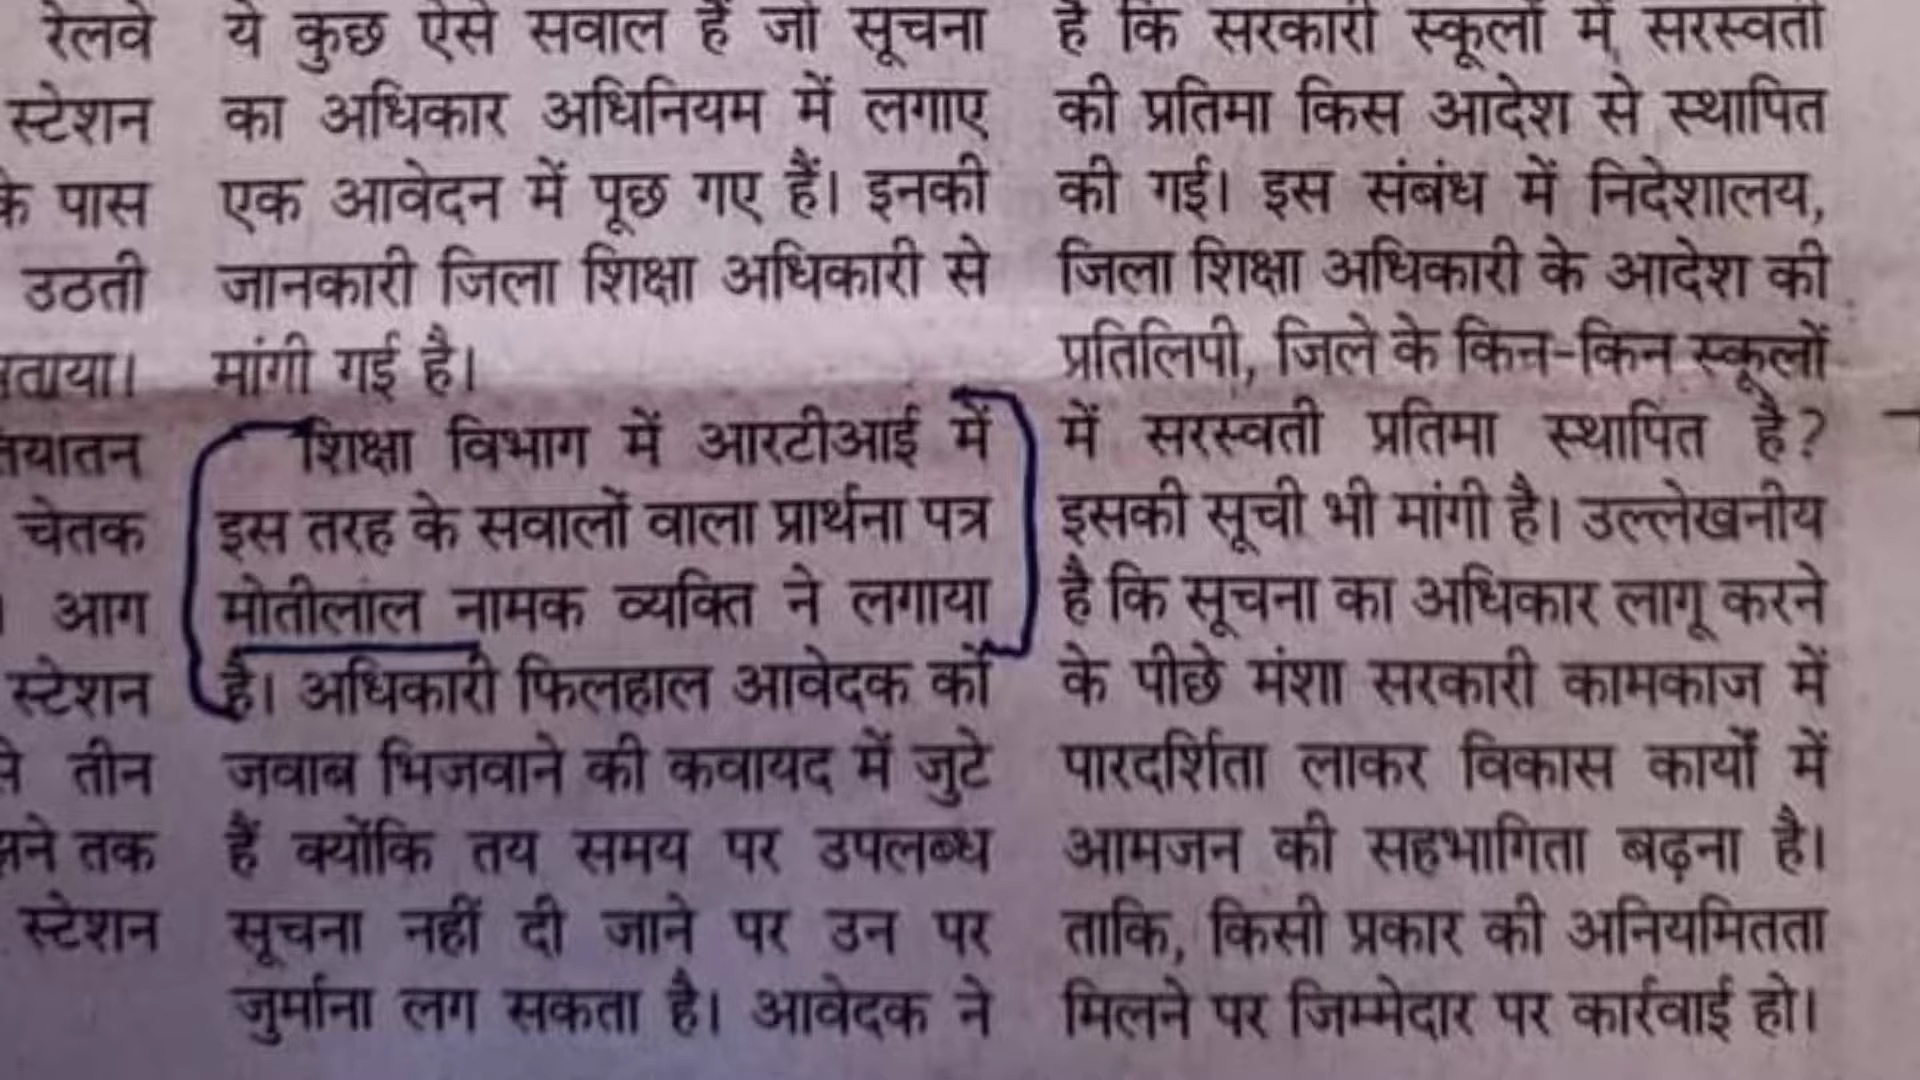 रेलवे
स्टेशन
के पास
उठती
चेतक
आग
स्टेशन
तीन
तक
स्टेशन
ये कुछ ऐसे सवाल हैं जो सूचना
का अधिकार अधिनियम में लगाए
एक आवेदन में पूछ गए हैं। इनकी
जानकारी जिला शिक्षा अधिकारी से
मांगी गई है।
शिक्षा विभाग में आरटीआई में
इस तरह के सवालों वाला प्रार्थना पत्र
मोतीलाल नामक व्यक्ति ने लगाया
है। अधिकारी फिलहाल आवेदक को
जवाब भिजवाने की कवायद में जुटे
हैं क्योंकि तय समय पर उपलब्ध
सूचना नहीं दी जाने पर उन पर
जुर्माना लग सकता है। आवेदक ने
है कि सरकारी स्कूलों में सरस्वती
की प्रतिमा किस आदेश से स्थापित
की गई। इस संबंध में निदेशालय,
जिला शिक्षा अधिकारी के आदेश की
प्रतिलिपी, जिले के किन-किन स्कूलों
में सरस्वती प्रतिमा स्थापित है?
इसकी सूची भी मांगी है। उल्लेखनीय
है कि सूचना का अधिकार लागू करने
के पीछे मंशा सरकारी कामकाज में
पारदर्शिता लाकर विकास कार्यों में
आमजन की सहभागिता बढ़ना है।
ताकि, किसी प्रकार की अनियमितता
मिलने पर जिम्मेदार पर कार्रवाई हो।